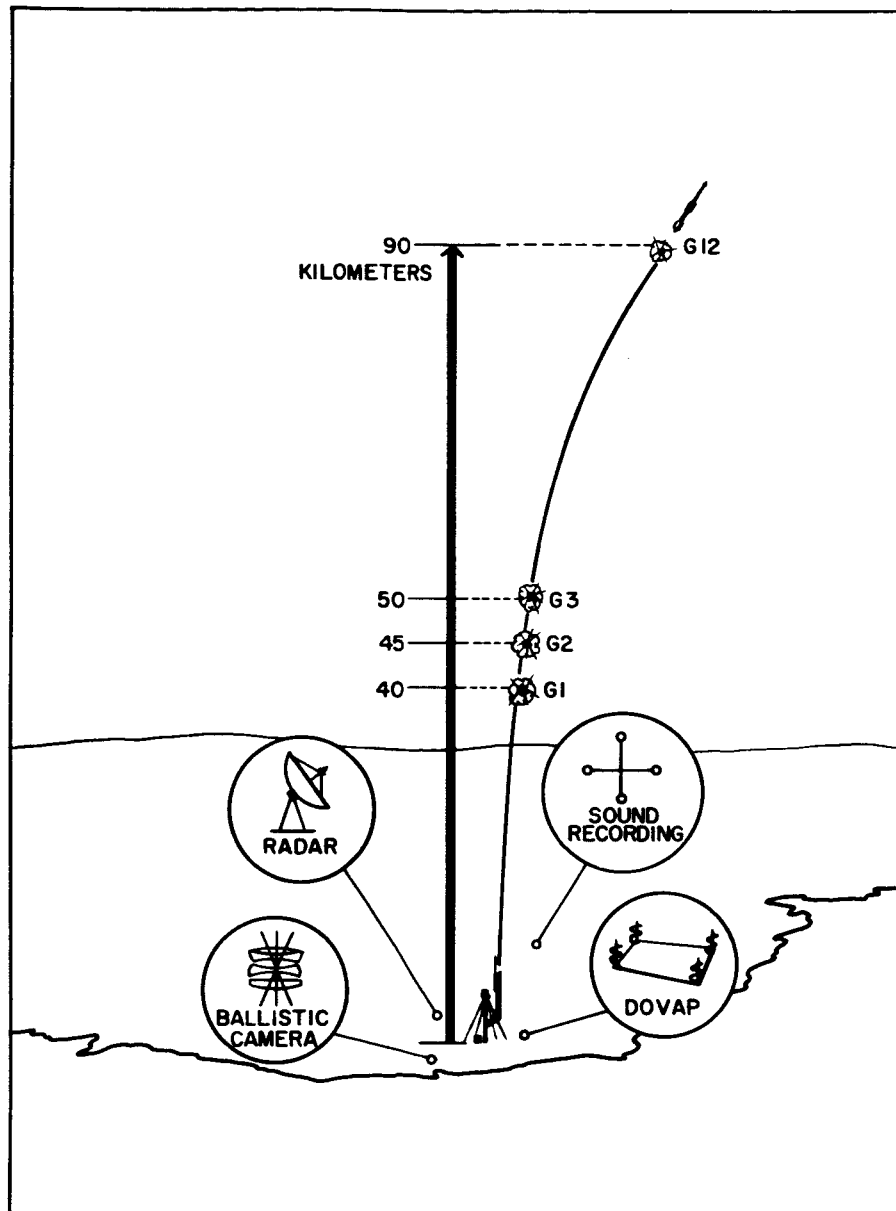 90
G12
KILOMETERS
50
G3
45
G2
40
G1
RADAR
SOUND
RECORDING
BALLISTIC
CAMERA
DOVAP